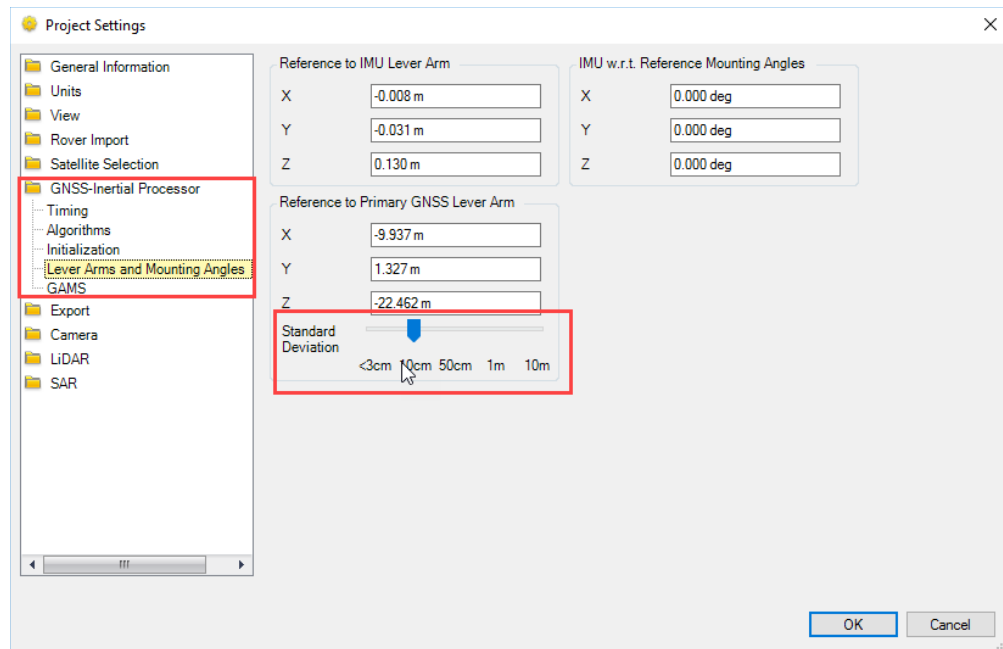 Project Settings
General Information
Units
View
Rover Import
Satellite Selection
GNSS-Inertial Processor
Timing
Algorithms
Initialization
Lever Arms and Mounting Angles
GAMS
Export
Camera
LiDAR
SAR
Reference to IMU Lever Arm
X -0.008 m
Y -0.031 m
Z 0.130 m
IMU w.r.t. Reference Mounting Angles
X 0.000 deg
Y 0.000 deg
Z 0.000 deg
Reference to Primary GNSS Lever Arm
X -9.937 m
Y 1.327 m
Z -22.462 m
Standard
Deviation
<3cm 10cm 50cm 1m 10m
OK Cancel